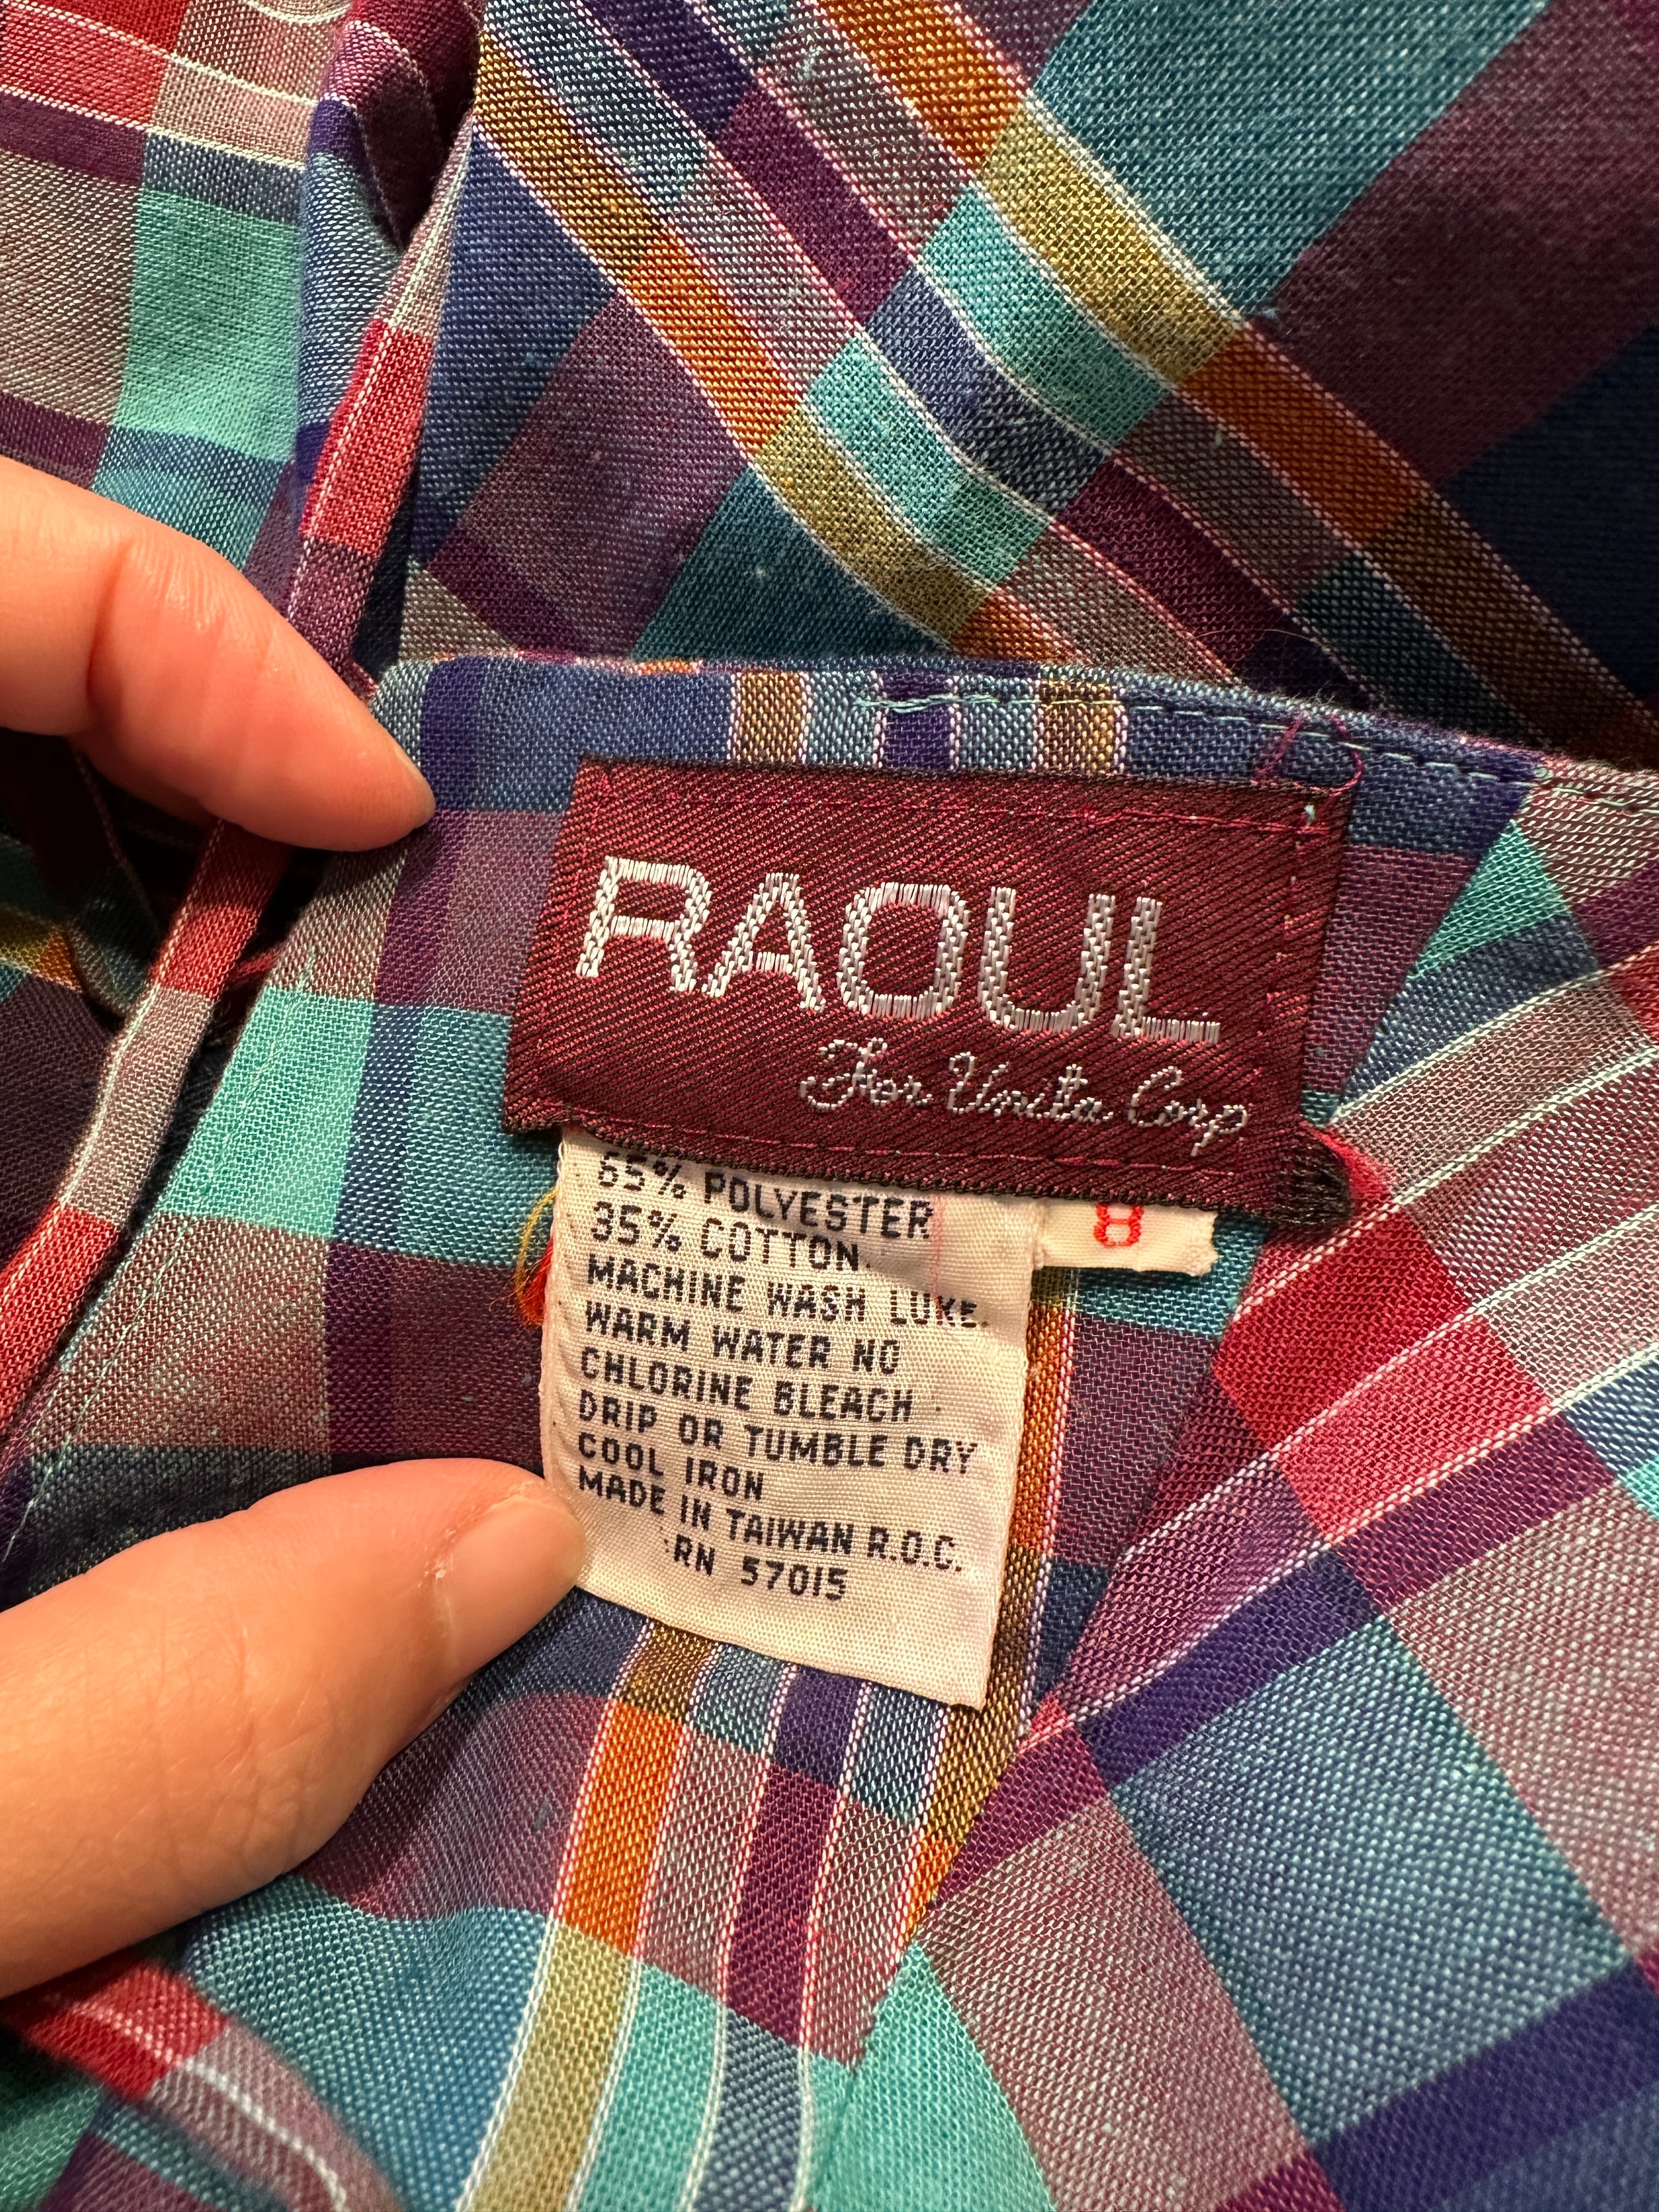 RAOUL
For Unita Corp
8
65% POLYESTER
35% COTTON.
MACHINE WASH LUKE.
WARM WATER NO
CHLORINE BLEACH
DRIP OR TUMBLE DRY
COOL IRON
MADE IN TAIWAN R.O.C.
RN 57015